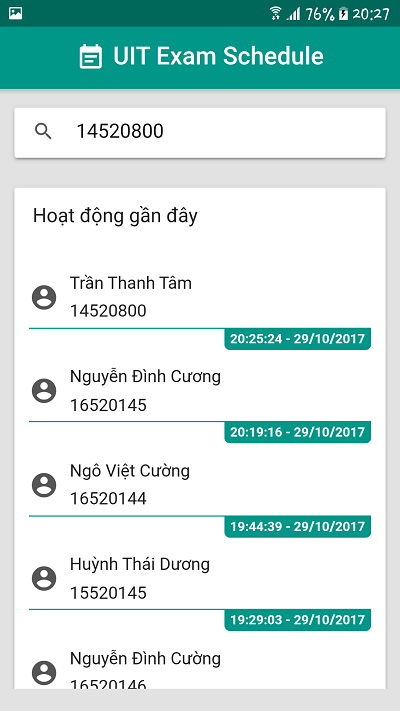 76% 20:27
UIT Exam Schedule
14520800
Hoạt động gần đây
Trần Thanh Tâm
14520800
20:25:24 - 29/10/2017
Nguyễn Đình Cương
16520145
20:19:16 - 29/10/2017
Ngô Việt Cường
16520144
19:44:39 - 29/10/2017
Huỳnh Thái Dương
15520145
19:29:03 - 29/10/2017
Nguyễn Đình Cường
16520146